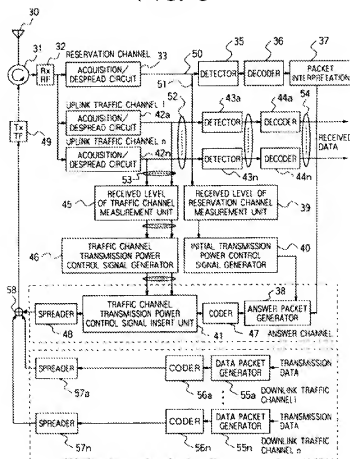 30
31
32
Rx
RF
RESERVATION CHANNEL
33
ACQUISITION/
DESPREAD CIRCUIT
50
35
36
37
DETECTOR
DECODER
PACKET
INTERPRETATION
51
UPLINK TRAFFIC CHANNEL 1
42a
ACQUISITION/
DESPREAD CIRCUIT
52
43a
44a
54
DETECTOR
DECODER
UPLINK TRAFFIC CHANNEL n
42n
ACQUISITION/
DESPREAD CIRCUIT
53
DETECTOR
DECODER
43n
44n
RECEIVED
DATA
Tx
RF
49
45
RECEIVED LEVEL
OF TRAFFIC CHANNEL
MEASUREMENT UNIT
RECEIVED LEVEL OF
RESERVATION CHANNEL
MEASUREMENT UNIT
39
46
TRAFFIC CHANNEL
TRANSMISSION POWER
CONTROL SIGNAL GENERATOR
INITIAL TRANSMISSION
POWER CONTROL
SIGNAL GENERATOR
40
58
SPREADER
48
TRAFFIC CHANNEL
TRANSMISSION POWER
CONTROL SIGNAL INSERT UNIT
41
CODER
47
38
ANSWER PACKET
GENERATOR
ANSWER CHANNEL
SPREADER
57a
CODER
56a
DATA PACKET
GENERATOR
55a
TRANSMISSION
DATA
DOWNLINK TRAFFIC
CHANNEL 1
SPREADER
57n
CODER
56n
DATA PACKET
GENERATOR
55n
TRANSMISSION
DATA
DOWNLINK TRAFFIC
CHANNEL n